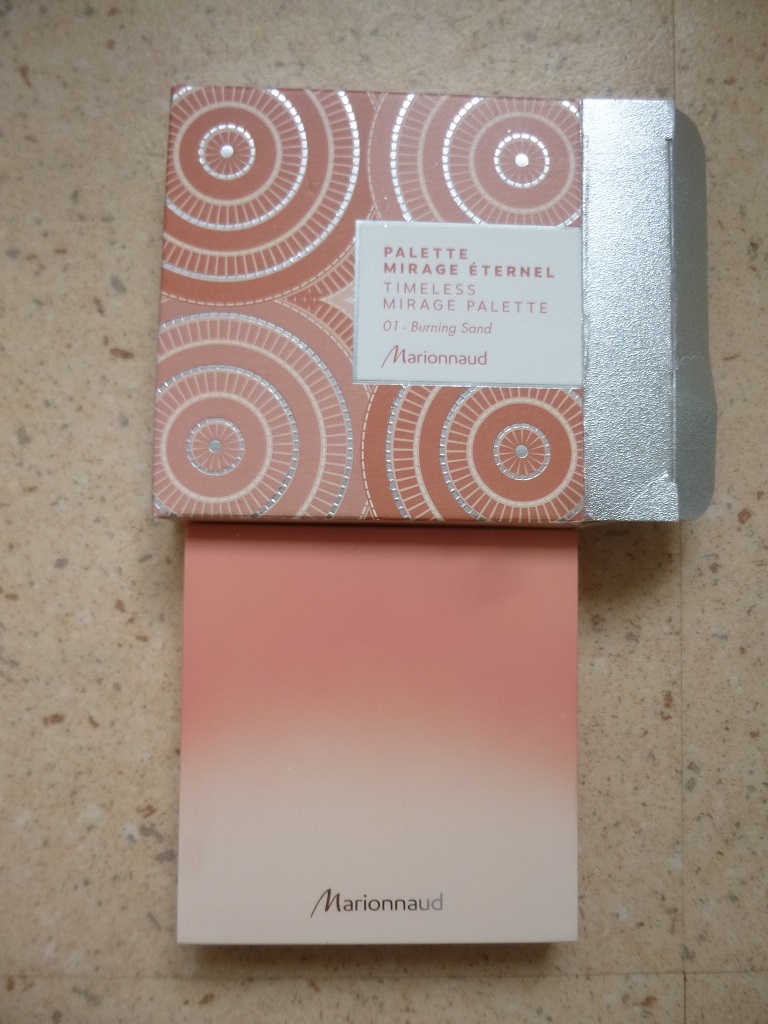 PALETTE
MIRAGE ÉTERNEL
TIMELESS
MIRAGE PALETTE
01 - Burning Sand
Marionnaud
Marionnaud